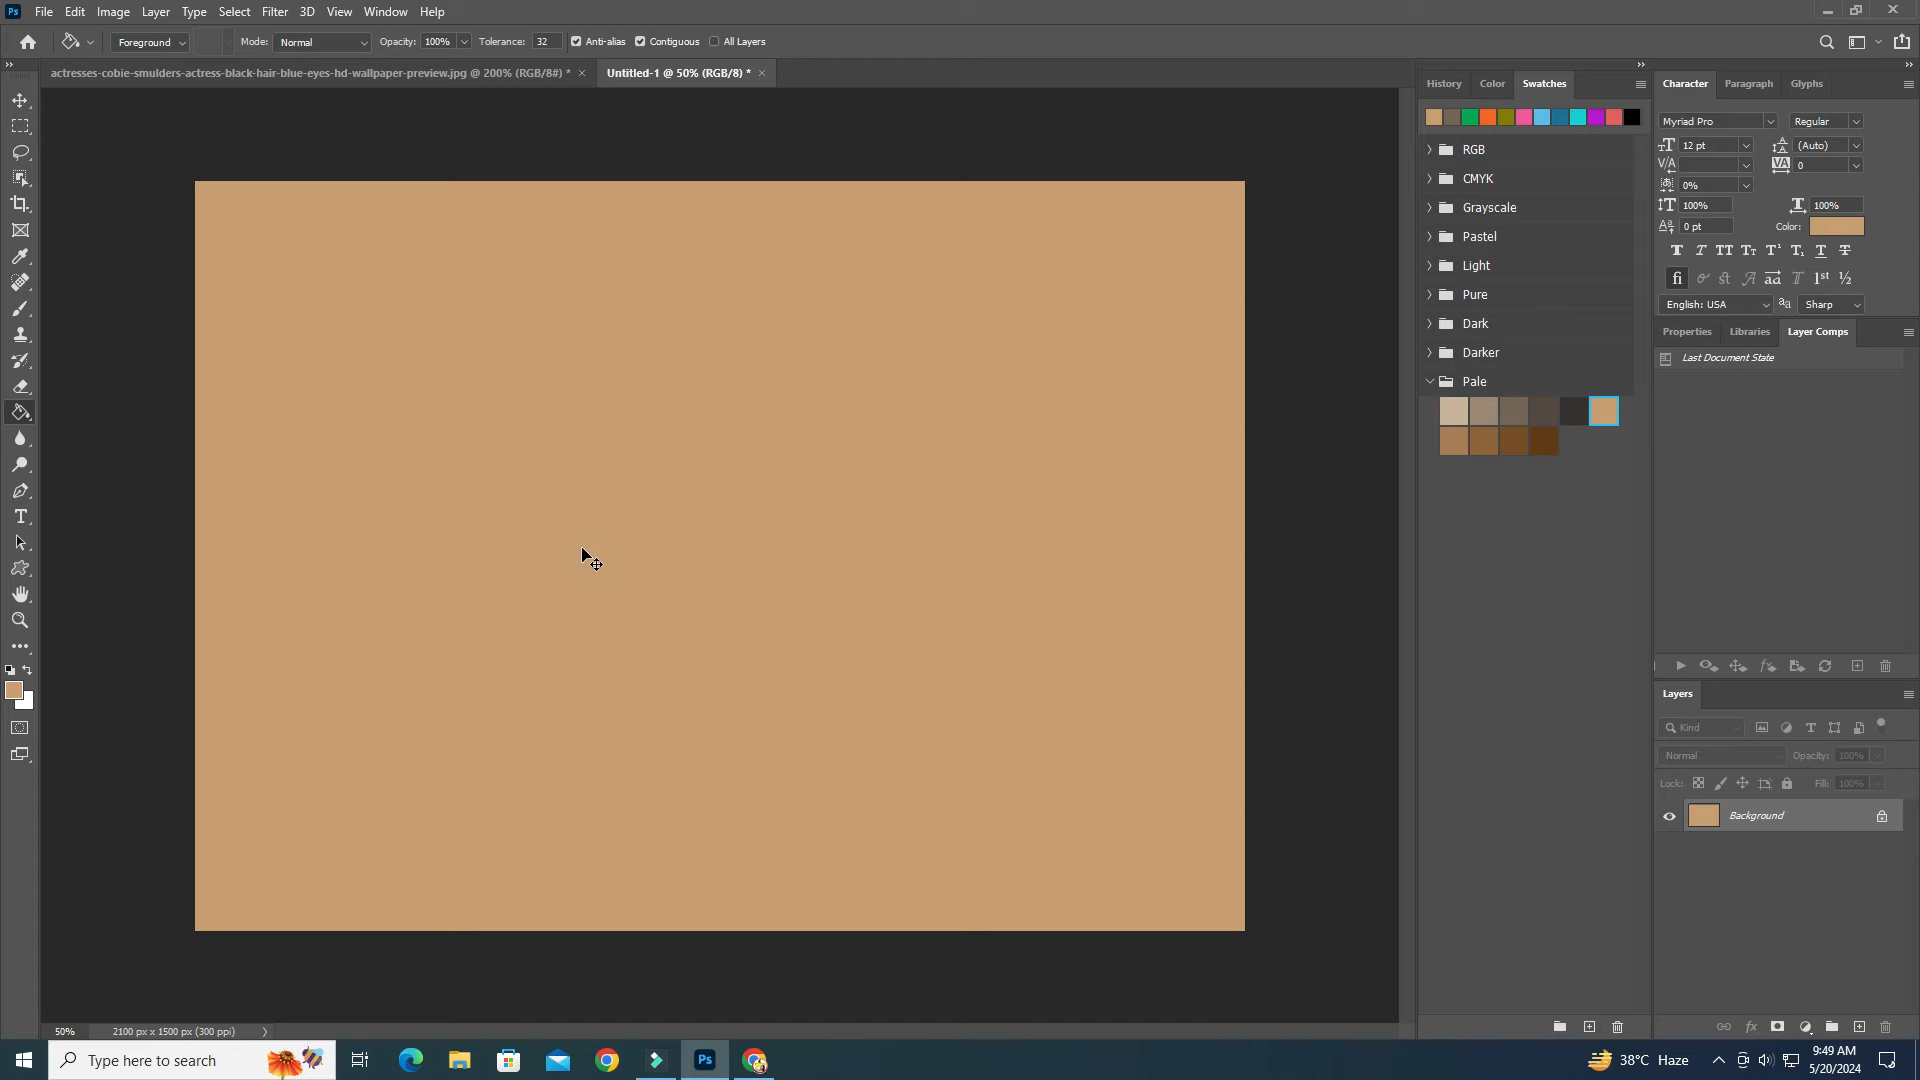 Ps File Edit Image Layer Type Select Filter 3D View Window Help
Foreground Mode: Normal Opacity: 100% Tolerance: 32 Anti-alias Contiguous All Layers
actresses-cobie-smulders-actress-black-hair-blue-eyes-hd-wallpaper-preview.jpg @ 200% (RGB/8#) * Untitled-1 @ 50% (RGB/8) *
History Color Swatches
RGB
CMYK
Grayscale
Pastel
Light
Pure
Dark
Darker
Pale
Character Paragraph Glyphs
Myriad Pro Regular
12 pt (Auto)
0
0%
100% 100%
0 pt Color:
English: USA Sharp
Properties Libraries Layer Comps
Last Document State
Layers
Kind
Normal Opacity: 100%
Lock: Fill: 100%
Background
50% 2100 px x 1500 px (300 ppi)
Type here to search
Ps
38°C Haze
9:49 AM
5/20/2024